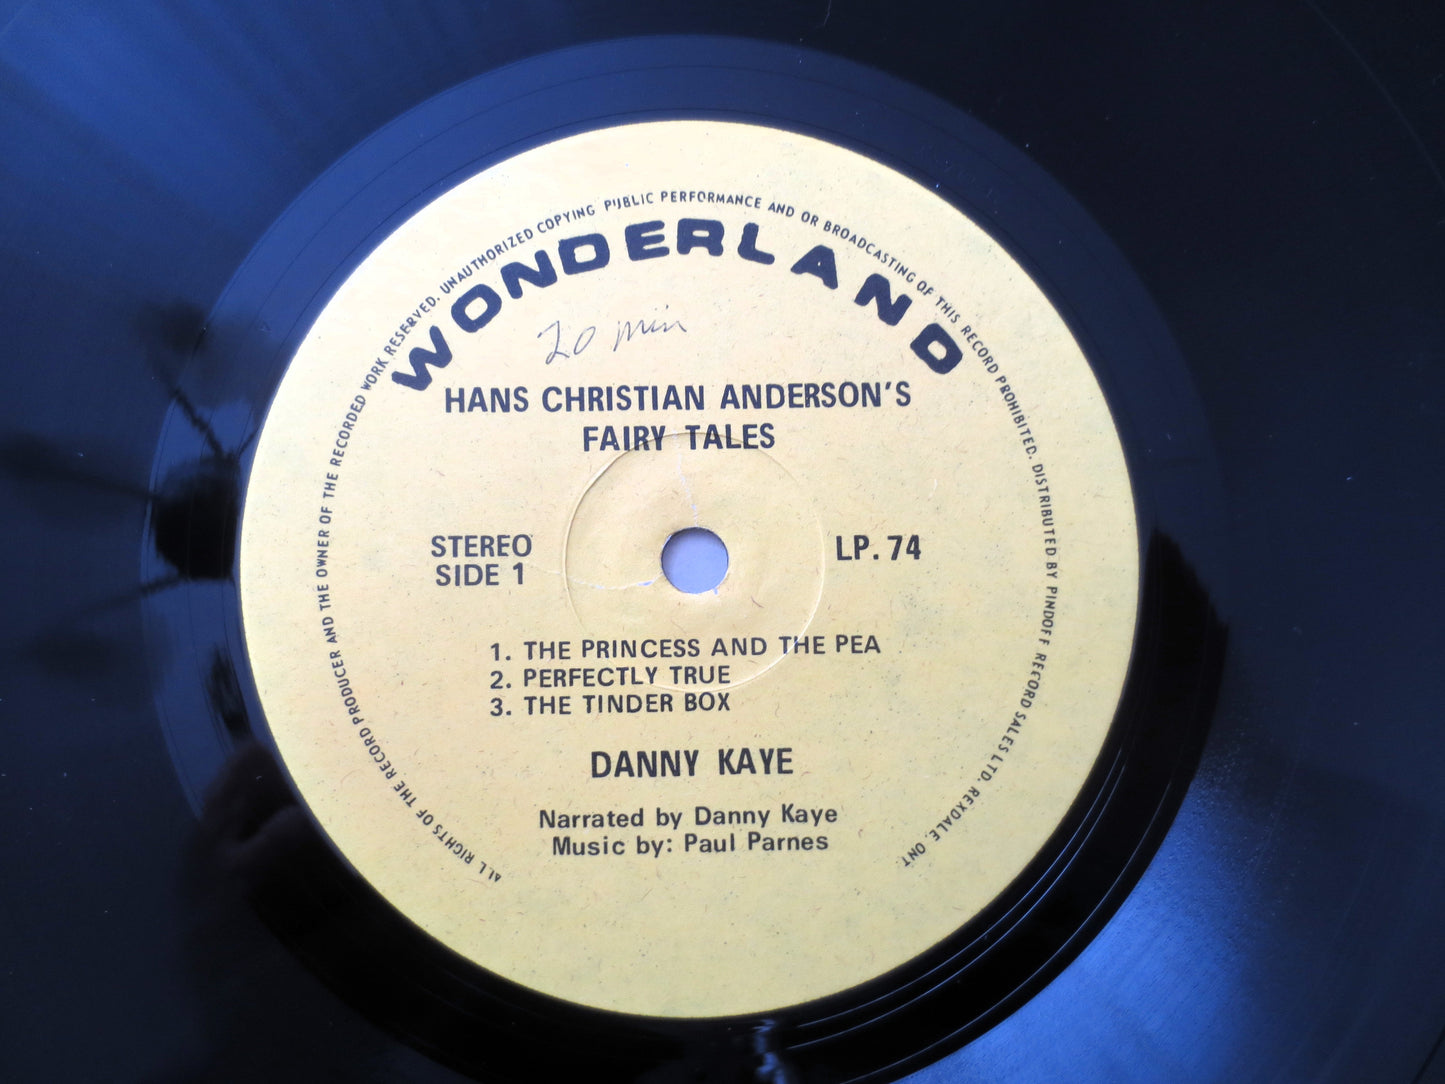 ALL RIGHTS OF THE RECORD PRODUCER AND THE OWNER OF THE RECORDED WORK RESERVED. UNAUTHORIZED COPYING PUBLIC PERFORMANCE AND OR BROADCASTING OF THIS RECORD PROHIBITED. DISTRIBUTED BY PINDOFF RECORD SALES LTD. REXDALE, ONT.
WONDERLAND
20 min
HANS CHRISTIAN ANDERSON'S
FAIRY TALES
STEREO
SIDE 1
LP. 74
1. THE PRINCESS AND THE PEA
2. PERFECTLY TRUE
3. THE TINDER BOX
DANNY KAYE
Narrated by Danny Kaye
Music by: Paul Parnes